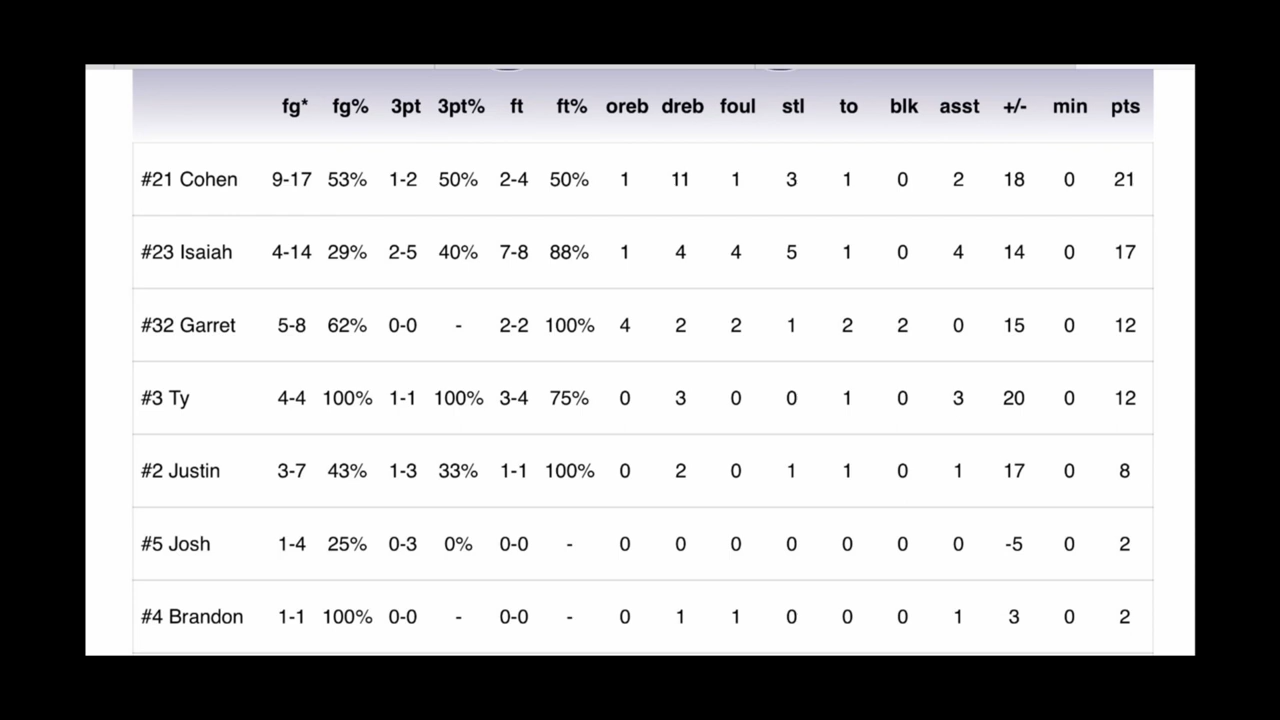 fg* fg% 3pt 3pt% ft ft% oreb dreb foul stl to blk asst +/- min pts
#21 Cohen 9-17 53% 1-2 50% 2-4 50% 1 11 1 3 1 0 2 18 0 21
#23 Isaiah 4-14 29% 2-5 40% 7-8 88% 1 4 4 5 1 0 4 14 0 17
#32 Garret 5-8 62% 0-0 - 2-2 100% 4 2 2 1 2 2 0 15 0 12
#3 Ty 4-4 100% 1-1 100% 3-4 75% 0 3 0 0 1 0 3 20 0 12
#2 Justin 3-7 43% 1-3 33% 1-1 100% 0 2 0 1 1 0 1 17 0 8
#5 Josh 1-4 25% 0-3 0% 0-0 - 0 0 0 0 0 0 0 -5 0 2
#4 Brandon 1-1 100% 0-0 - 0-0 - 0 1 1 0 0 0 1 3 0 2